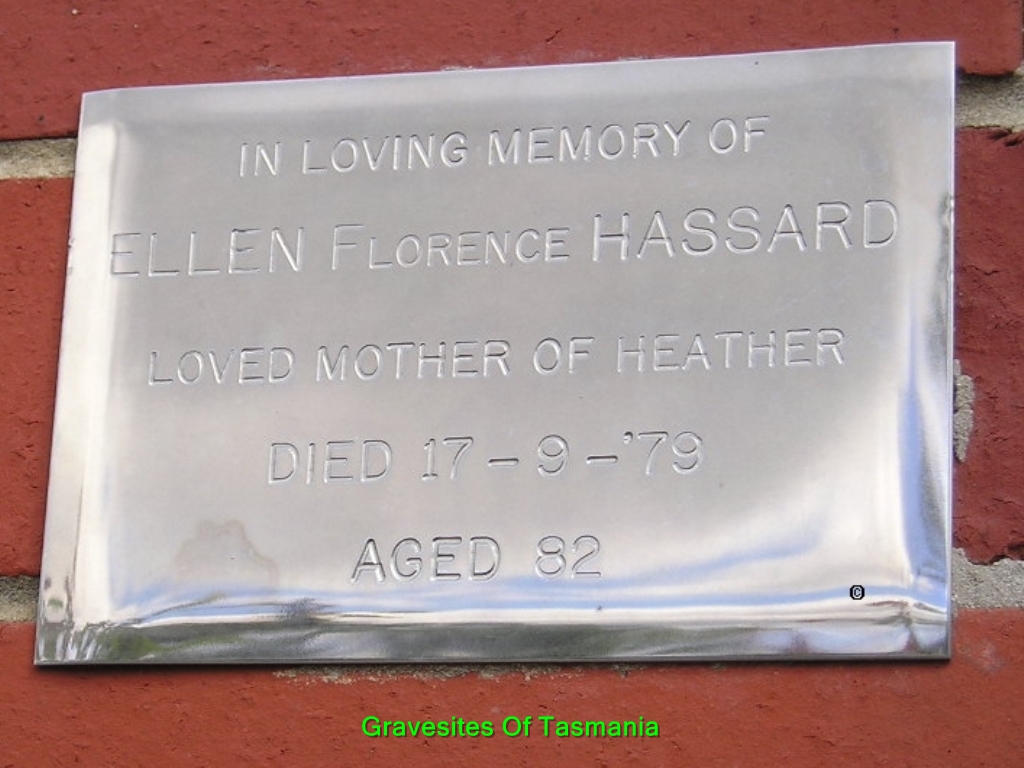 IN LOVING MEMORY OF
ELLEN FLORENCE HASSARD
LOVED MOTHER OF HEATHER
DIED 17-9-'79
AGED 82
©
Gravesites Of Tasmania